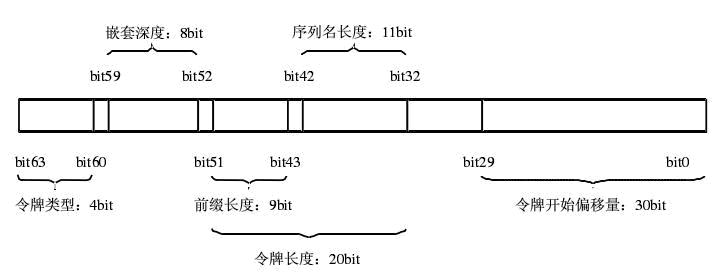 嵌套深度：8bit 序列名长度：11bit
bit59 bit52 bit42 bit32
bit63 bit60 bit51 bit43 bit29 bit0
令牌类型：4bit 前缀长度：9bit 令牌开始偏移量：30bit
令牌长度：20bit